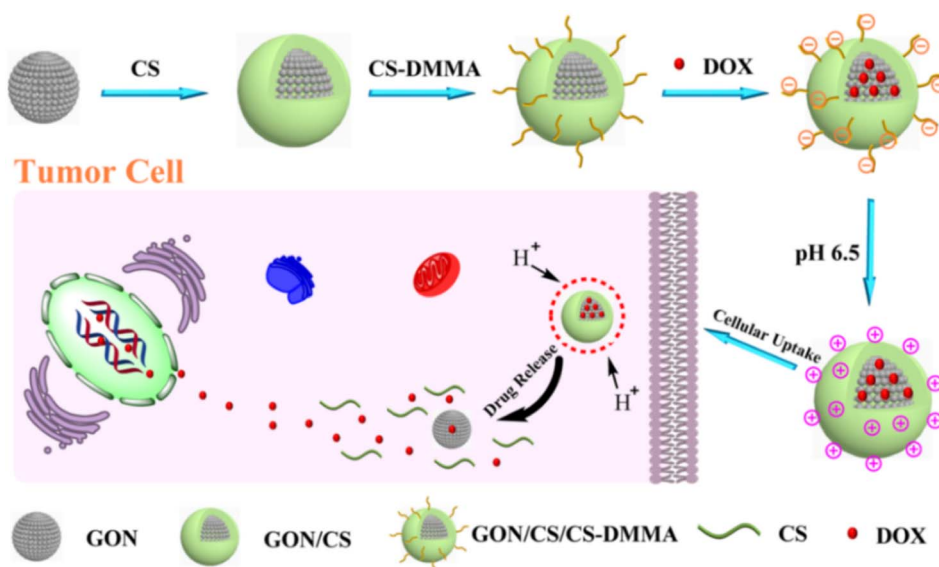 CS
CS-DMMA
DOX
Tumor Cell
pH 6.5
H+
Cellular Uptake
Drug Release
H+
GON
GON/CS
GON/CS/CS-DMMA
CS
DOX